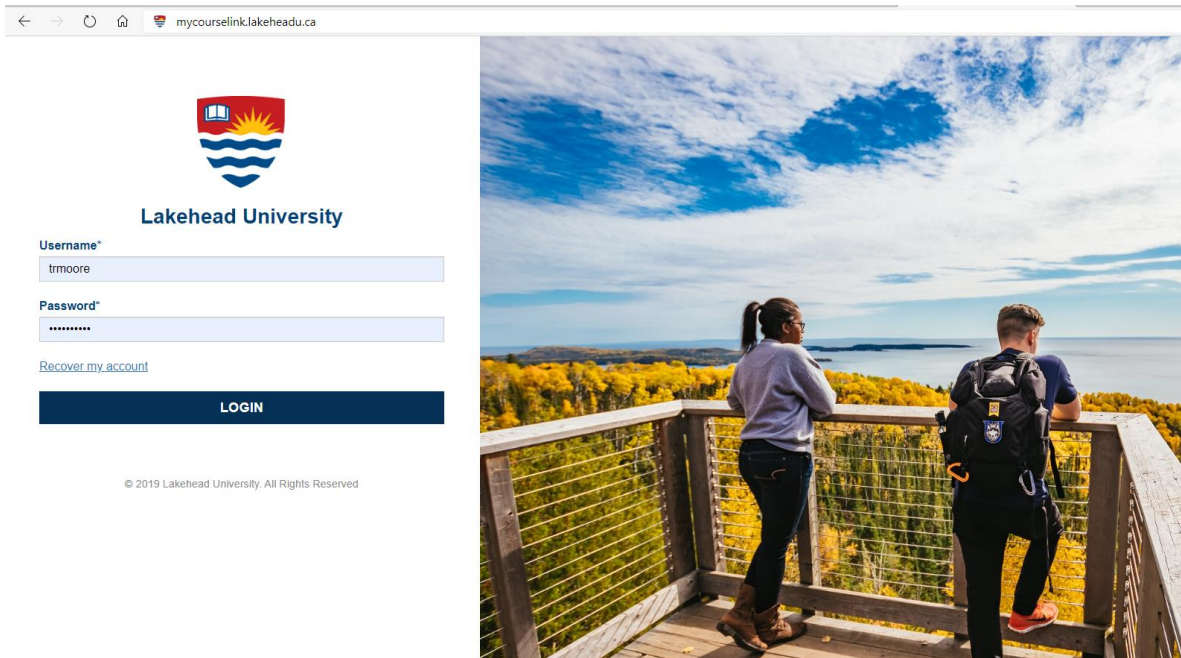 mycourselink.lakeheadu.ca
Lakehead University
Username*
trmoore
Password*
••••••••••
Recover my account
LOGIN
© 2019 Lakehead University. All Rights Reserved